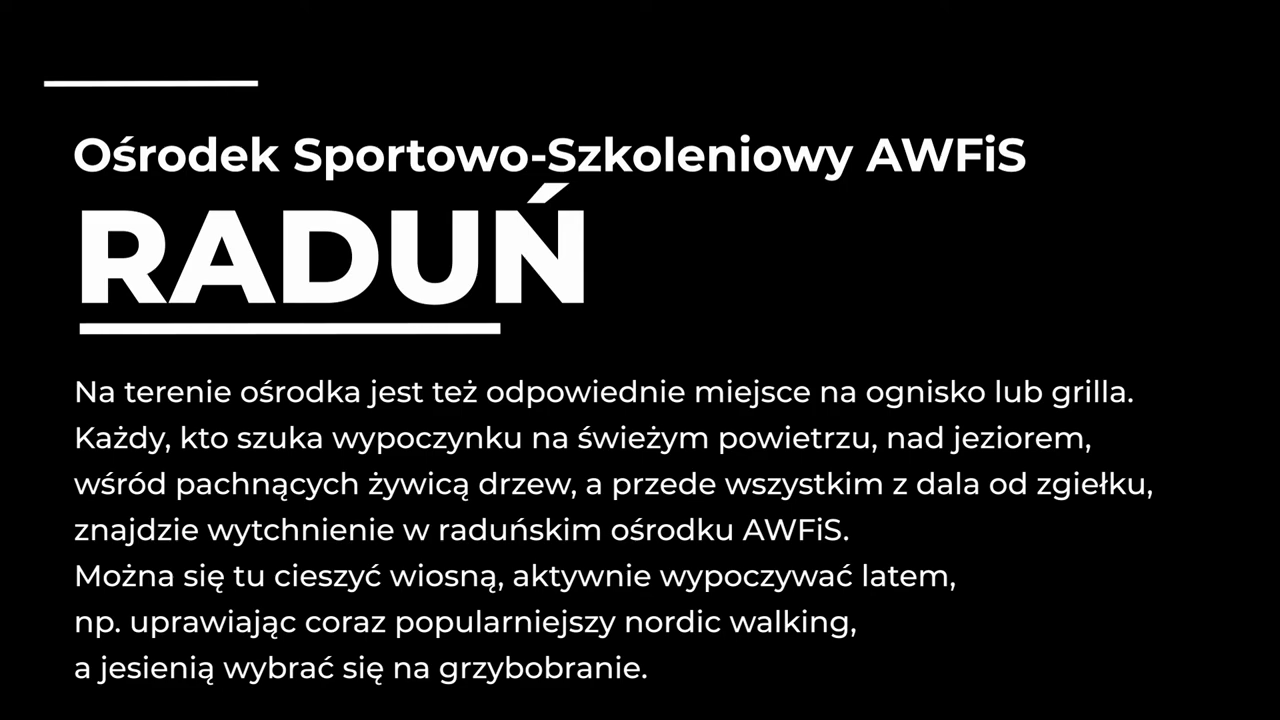 Ośrodek Sportowo-Szkoleniowy AWFiS
RADUŃ
Na terenie ośrodka jest też odpowiednie miejsce na ognisko lub grilla.
Każdy, kto szuka wypoczynku na świeżym powietrzu, nad jeziorem,
wśród pachnących żywicą drzew, a przede wszystkim z dala od zgiełku,
znajdzie wytchnienie w raduńskim ośrodku AWFiS.
Można się tu cieszyć wiosną, aktywnie wypoczywać latem,
np. uprawiając coraz popularniejszy nordic walking,
a jesienią wybrać się na grzybobranie.